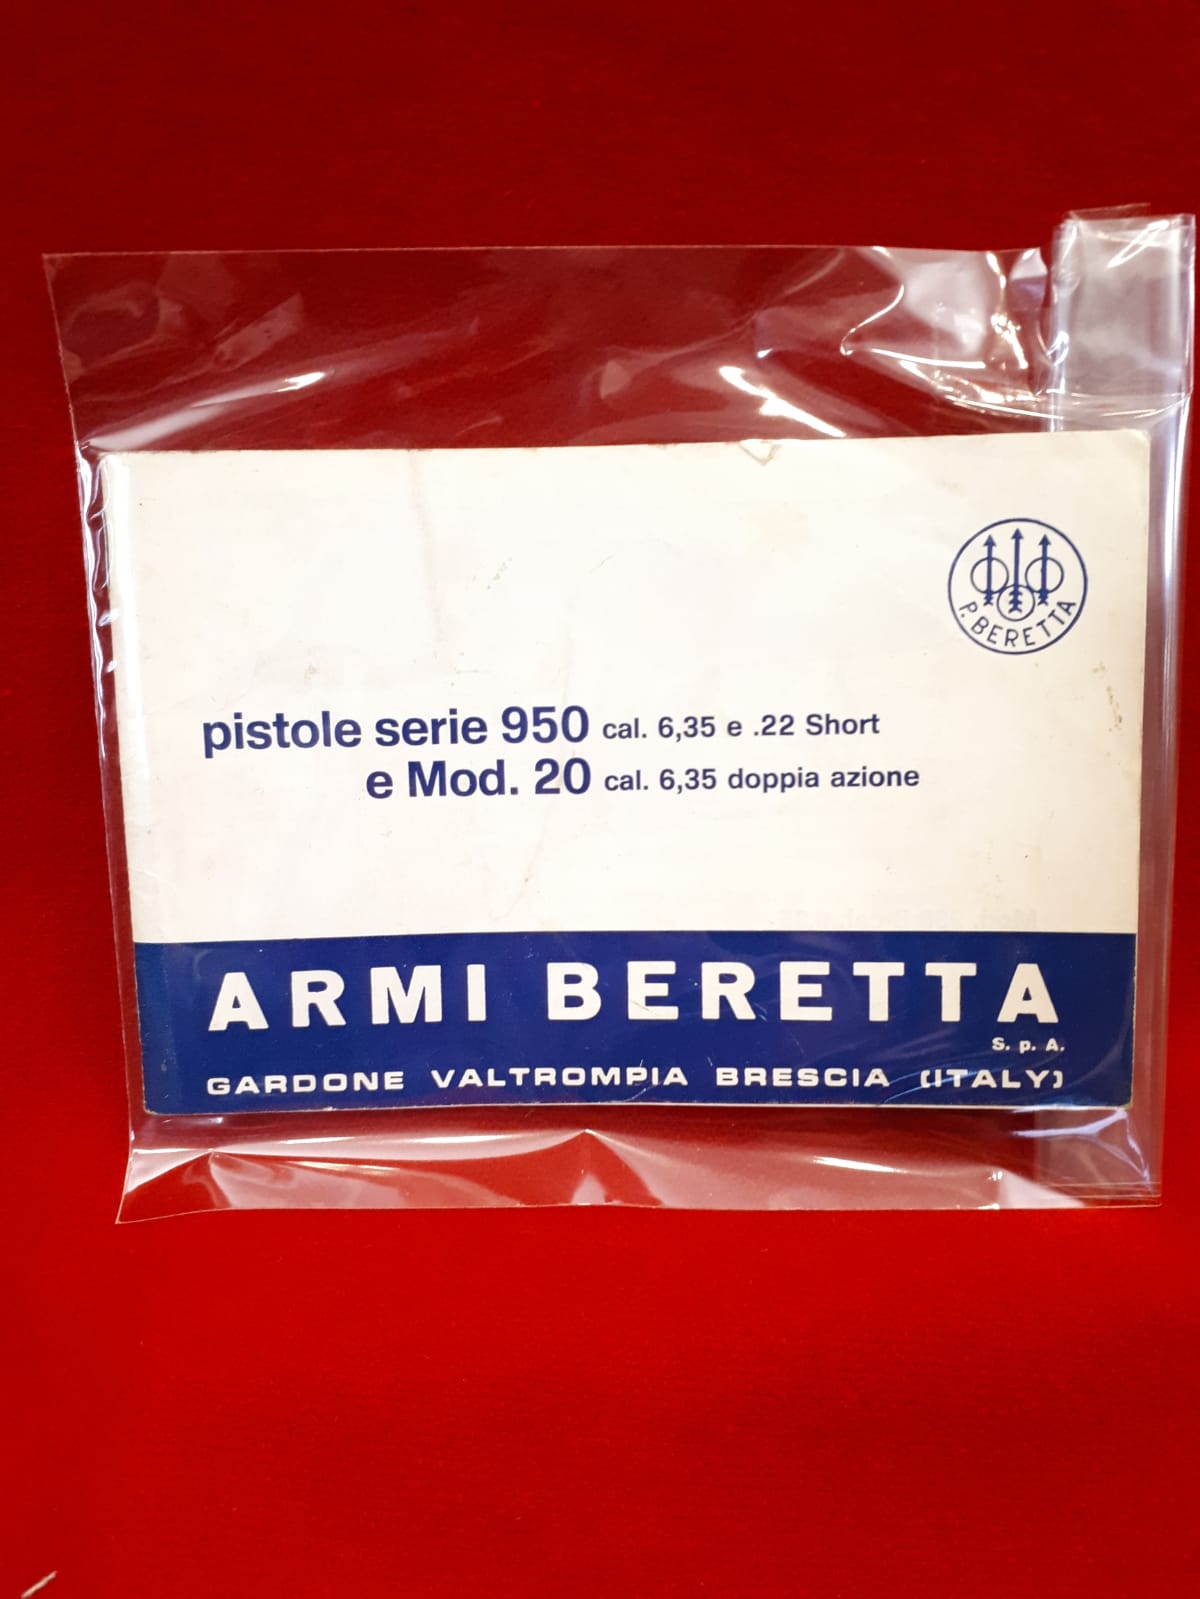 P. BERETTA
pistole serie 950 cal. 6,35 e .22 Short
e Mod. 20 cal. 6,35 doppia azione
ARMI BERETTA
S. p. A.
GARDONE VALTROMPIA BRESCIA (ITALY)